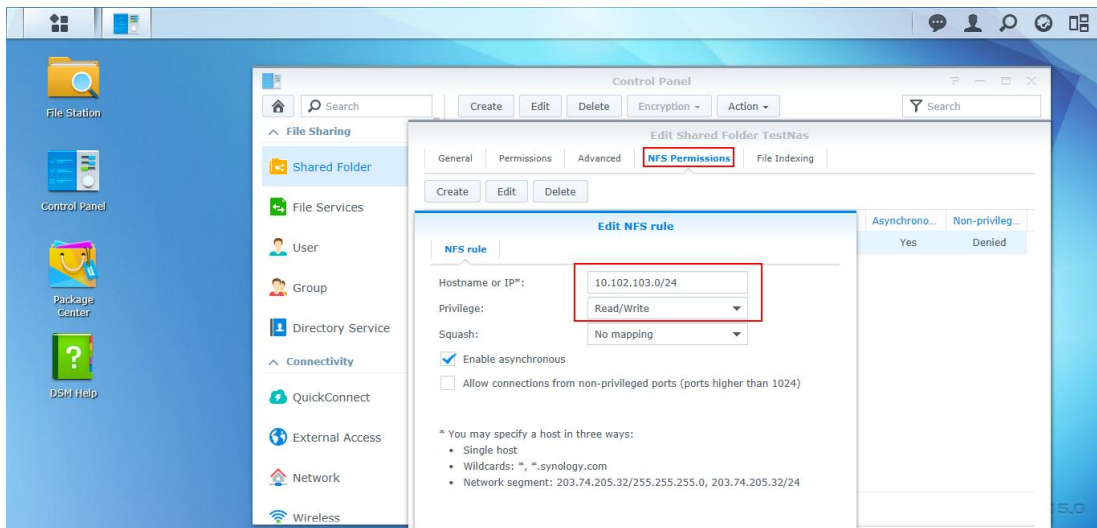 Control Panel
Search
Create Edit Delete Encryption Action
Search
File Station
Control Panel
Package
Center
DSM Help
File Sharing
Shared Folder
File Services
User
Group
Directory Service
Connectivity
QuickConnect
External Access
Network
Wireless
Edit Shared Folder TestNas
General Permissions Advanced NFS Permissions File Indexing
Create Edit Delete
Asynchrono... Non-privileg...
Yes Denied
Edit NFS rule
NFS rule
Hostname or IP*: 10.102.103.0/24
Privilege: Read/Write
Squash: No mapping
Enable asynchronous
Allow connections from non-privileged ports (ports higher than 1024)
* You may specify a host in three ways:
• Single host
• Wildcards: *, *.synology.com
• Network segment: 203.74.205.32/255.255.255.0, 203.74.205.32/24
5.0